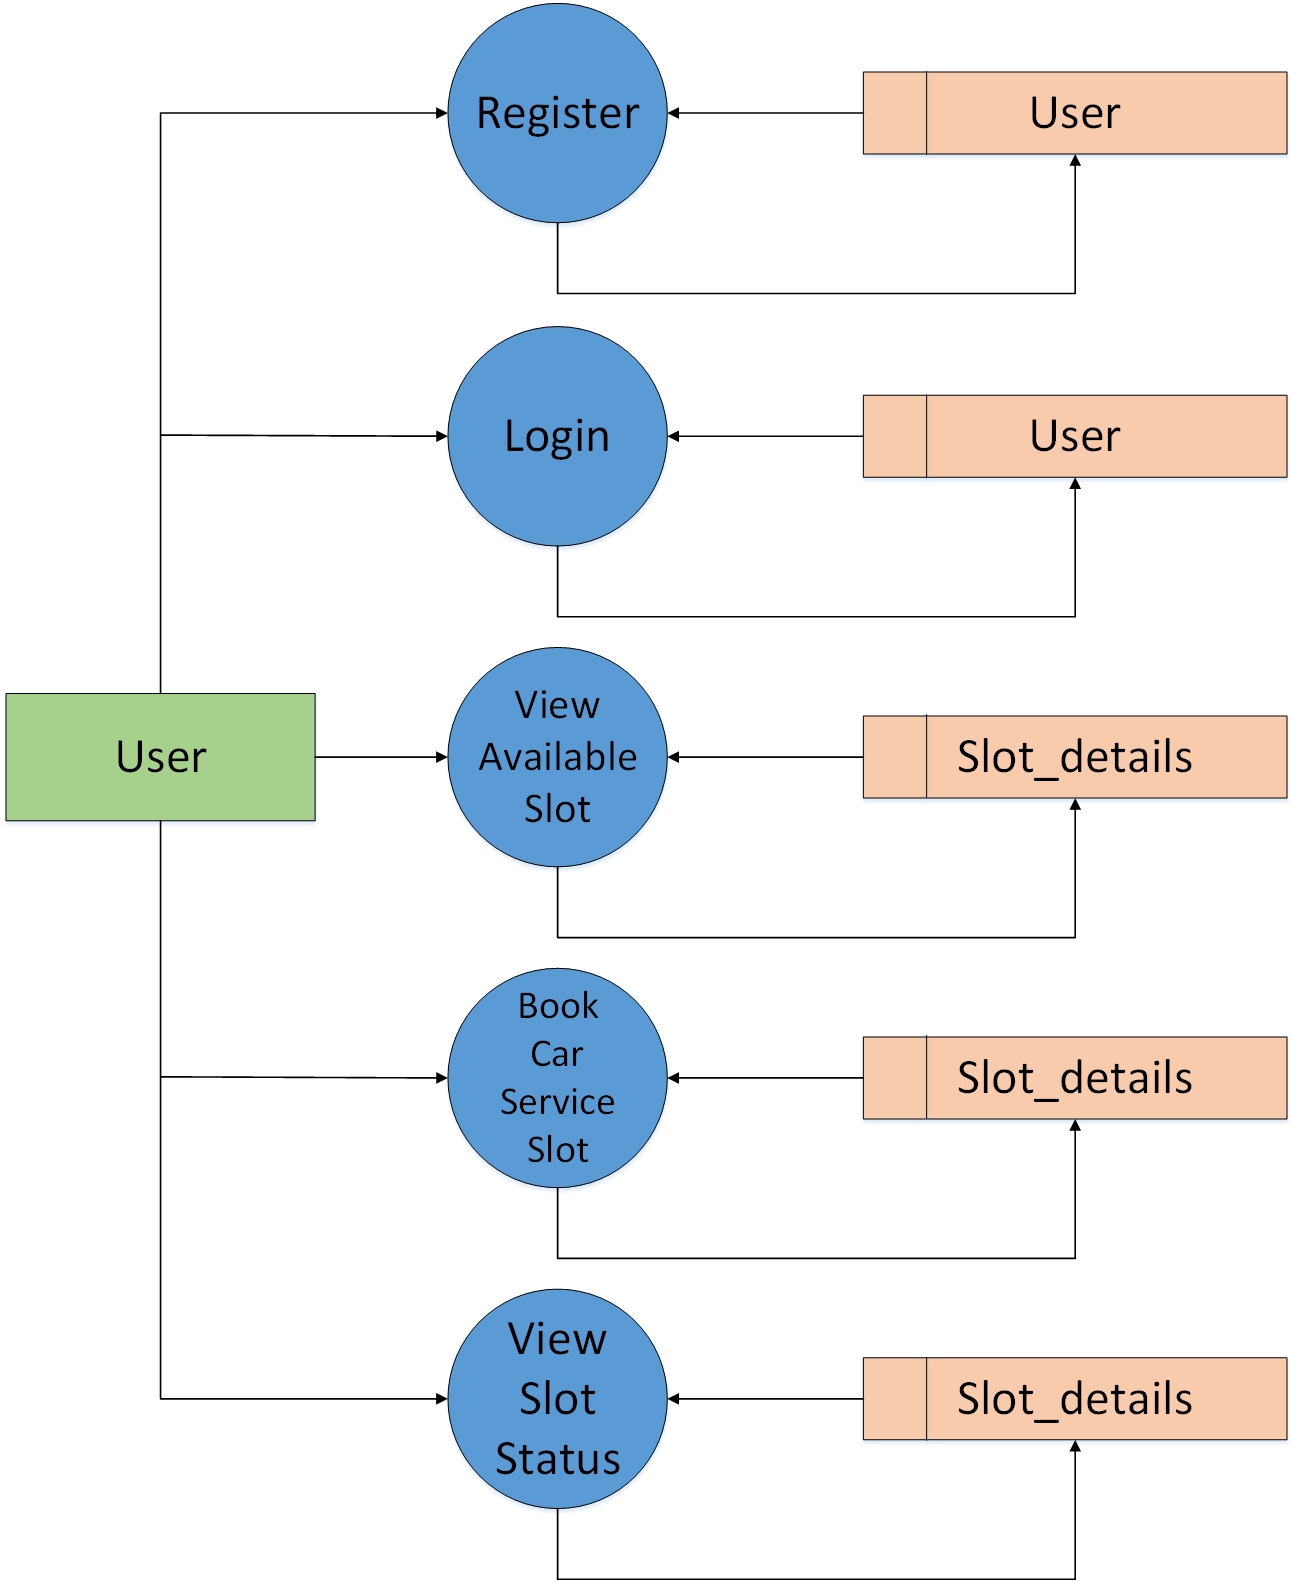 Register
User
Login
User
User
View
Available
Slot
Slot_details
Book
Car
Service
Slot
Slot_details
View
Slot
Status
Slot_details